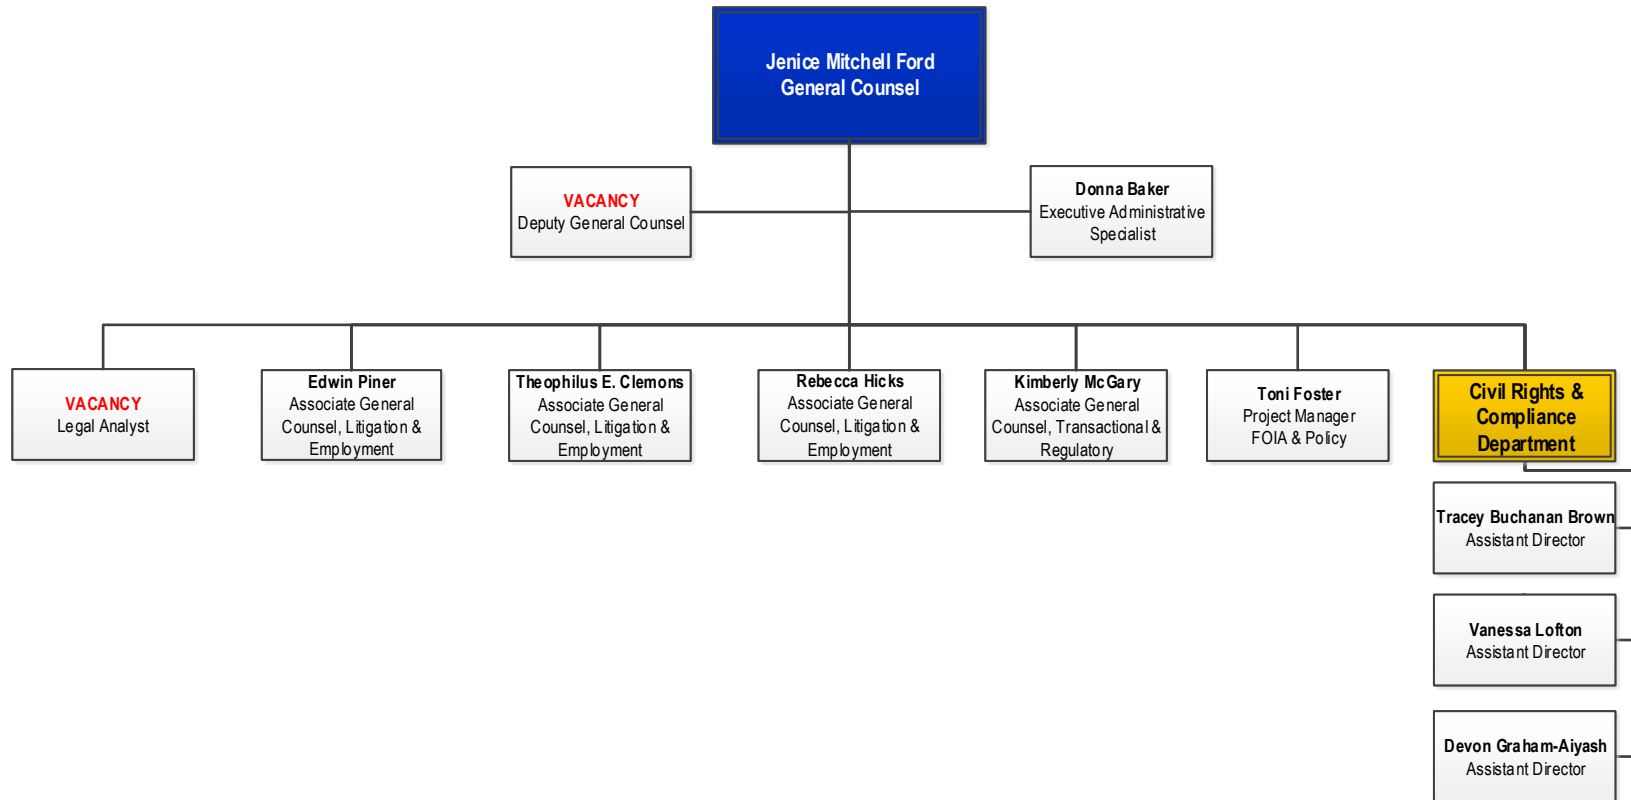 Jenice Mitchell Ford
General Counsel
VACANCY
Deputy General Counsel
Donna Baker
Executive Administrative
Specialist
VACANCY
Legal Analyst
Edwin Piner
Associate General
Counsel, Litigation &
Employment
Theophilus E. Clemons
Associate General
Counsel, Litigation &
Employment
Rebecca Hicks
Associate General
Counsel, Litigation &
Employment
Kimberly McGary
Associate General
Counsel, Transactional &
Regulatory
Toni Foster
Project Manager
FOIA & Policy
Civil Rights &
Compliance
Department
Tracey Buchanan Brown
Assistant Director
Vanessa Lofton
Assistant Director
Devon Graham-Aiyash
Assistant Director